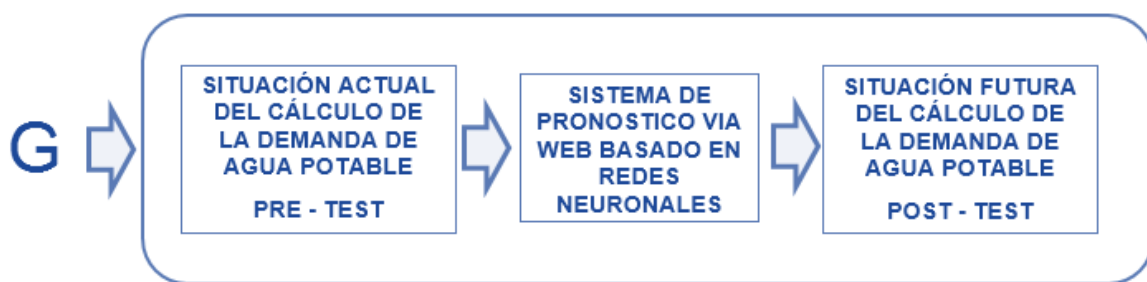 G
SITUACIÓN ACTUAL
DEL CÁLCULO DE
LA DEMANDA DE
AGUA POTABLE
PRE - TEST
SISTEMA DE
PRONOSTICO VIA
WEB BASADO EN
REDES
NEURONALES
SITUACIÓN FUTURA
DEL CÁLCULO DE
LA DEMANDA DE
AGUA POTABLE
POST - TEST